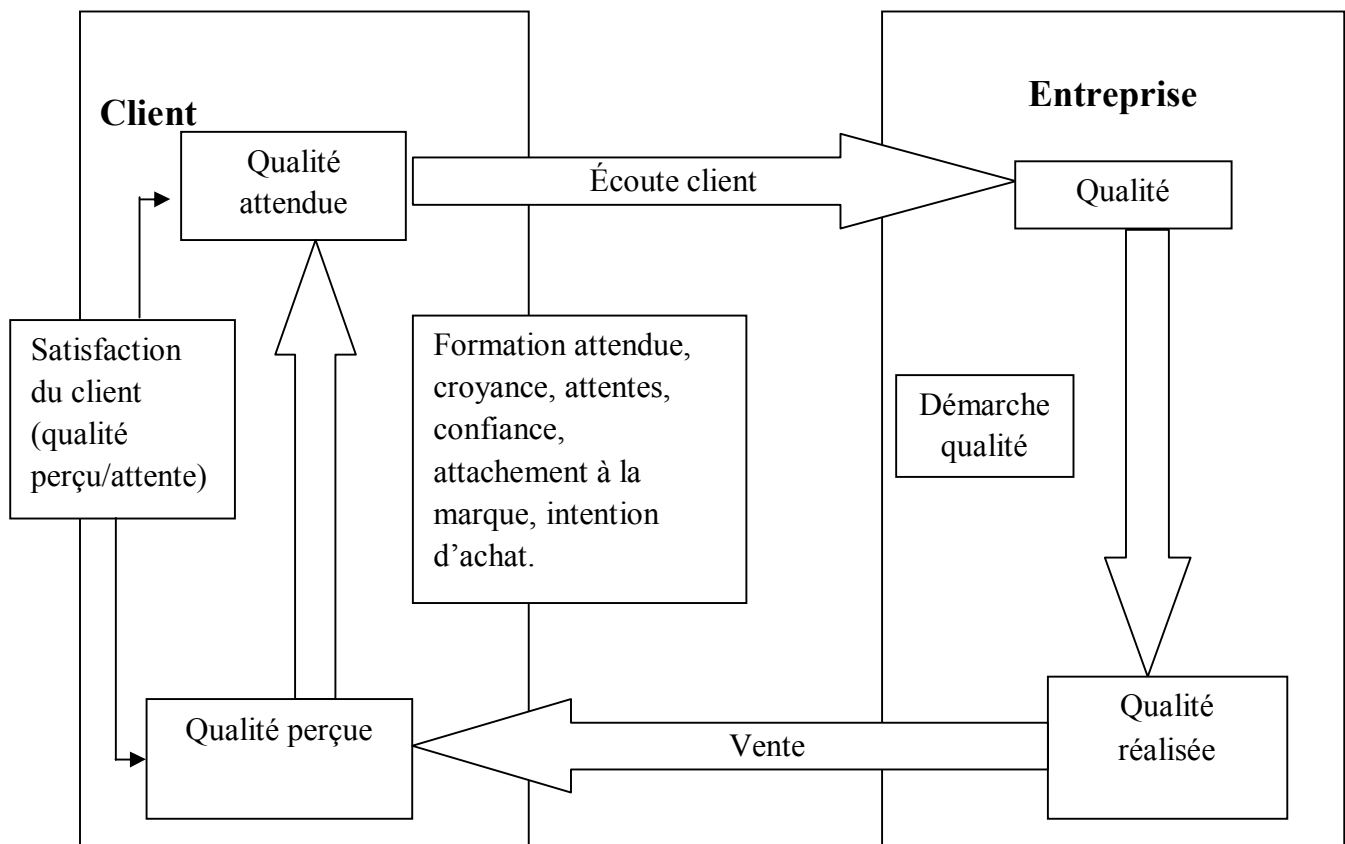 Client
Entreprise
Qualité
attendue
Écoute client
Qualité
Satisfaction
du client
(qualité
perçu/attente)
Formation attendue,
croyance, attentes,
confiance,
attachement à la
marque, intention
d’achat.
Démarche
qualité
Qualité perçue
Vente
Qualité
réalisée